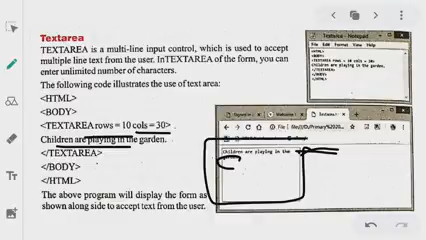 Textarea
TEXTAREA is a multi-line input control, which is used to accept
multiple line text from the user. InTEXTAREA of the form, you can
enter unlimited number of characters.
The following code illustrates the use of text area:
<HTML>
<BODY>
<TEXTAREA rows = 10 cols = 30>
Children are playing in the garden.
</TEXTAREA>
</BODY>
</HTML>
The above program will display the form as
shown along side to accept text from the user.
Textarea - Notepad
File Edit Format View Help
<HTML>
<BODY>
<TEXTAREA rows = 10 cols = 30>
Children are playing in the garden.
</TEXTAREA>
</BODY>
</HTML>
Children are playing in the